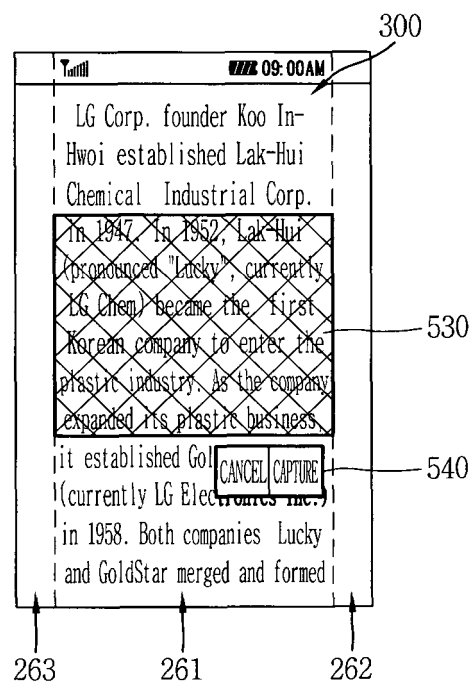 300
09:00AM
LG Corp. founder Koo In-
Hwoi established Lak-Hui
Chemical Industrial Corp.
in 1947. In 1952, Lak-Hui
(pronounced "Lucky", currently
LG Chem) became the first
Korean company to enter the
530
plastic industry. As the company
expanded its plastic business,
it established Gol
CANCEL CAPTURE
540
(currently LG Electronics Inc.)
in 1958. Both companies Lucky
and GoldStar merged and formed
263 261 262